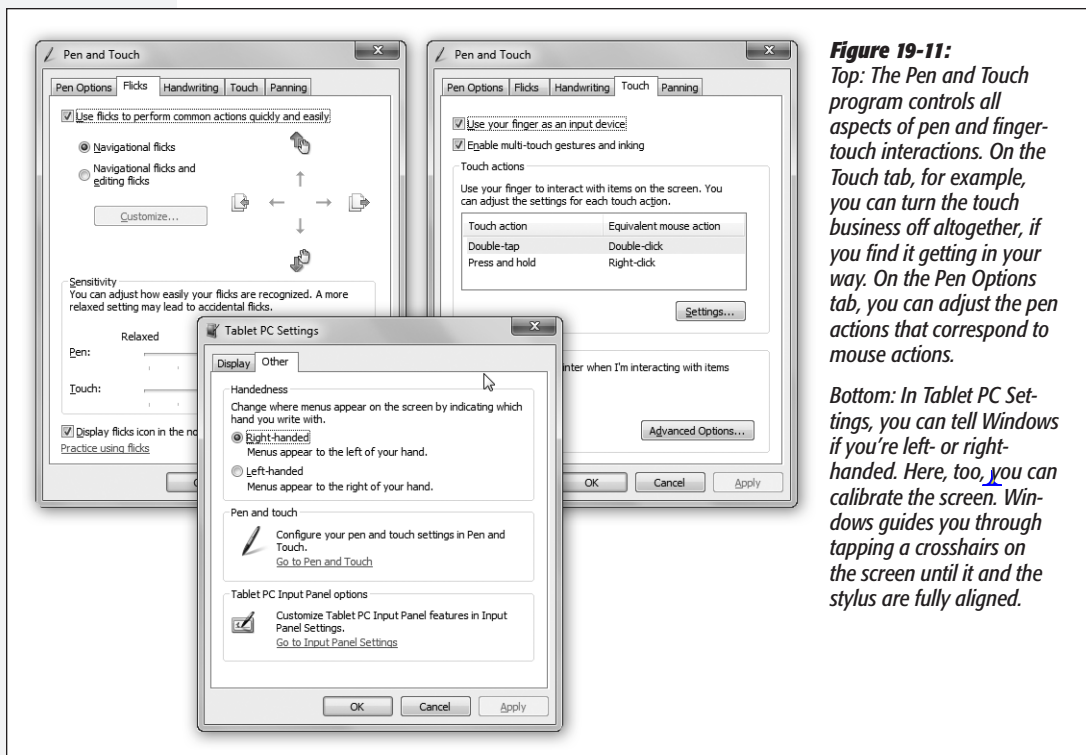 Pen and Touch
Pen Options Flicks Handwriting Touch Panning
Use flicks to perform common actions quickly and easily
Navigational flicks
Navigational flicks and
editing flicks
Customize...
Sensitivity
You can adjust how easily your flicks are recognized. A more
relaxed setting may lead to accidental flicks.
Relaxed
Pen:
Touch:
Display flicks icon in the no
Practice using flicks
Pen and Touch
Pen Options Flicks Handwriting Touch Panning
Use your finger as an input device
Enable multi-touch gestures and inking
Touch actions
Use your finger to interact with items on the screen. You
can adjust the settings for each touch action.
Touch action Equivalent mouse action
Double-tap Double-click
Press and hold Right-click
Settings...
inter when I'm interacting with items
Advanced Options...
OK Cancel Apply
Tablet PC Settings
Display Other
Handedness
Change where menus appear on the screen by indicating which
hand you write with.
Right-handed
Menus appear to the left of your hand.
Left-handed
Menus appear to the right of your hand.
Pen and touch
Configure your pen and touch settings in Pen and
Touch.
Go to Pen and Touch
Tablet PC Input Panel options
Customize Tablet PC Input Panel features in Input
Panel Settings.
Go to Input Panel Settings
OK Cancel Apply
Figure 19-11:
Top: The Pen and Touch
program controls all
aspects of pen and finger-
touch interactions. On the
Touch tab, for example,
you can turn the touch
business off altogether, if
you find it getting in your
way. On the Pen Options
tab, you can adjust the pen
actions that correspond to
mouse actions.
Bottom: In Tablet PC Set-
tings, you can tell Windows
if you're left- or right-
handed. Here, too, you can
calibrate the screen. Win-
dows guides you through
tapping a crosshairs on
the screen until it and the
stylus are fully aligned.